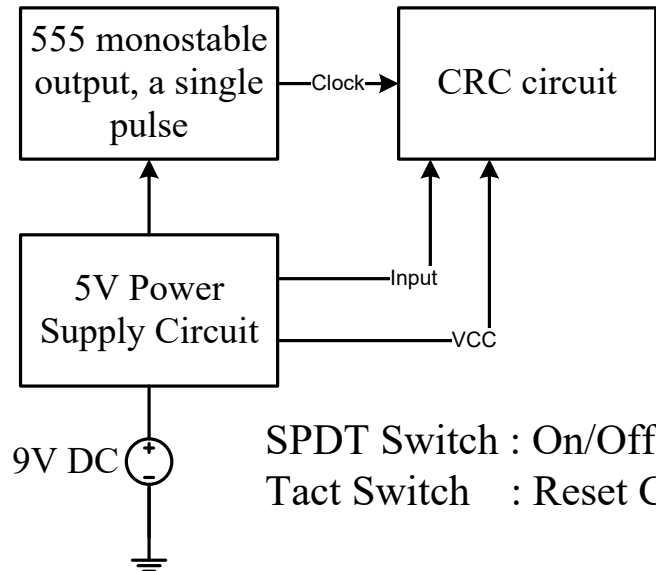 555 monostable
output, a single
pulse
Clock
CRC circuit
5V Power
Supply Circuit
Input
VCC
9V DC
SPDT Switch : On/Off
Tact Switch : Reset